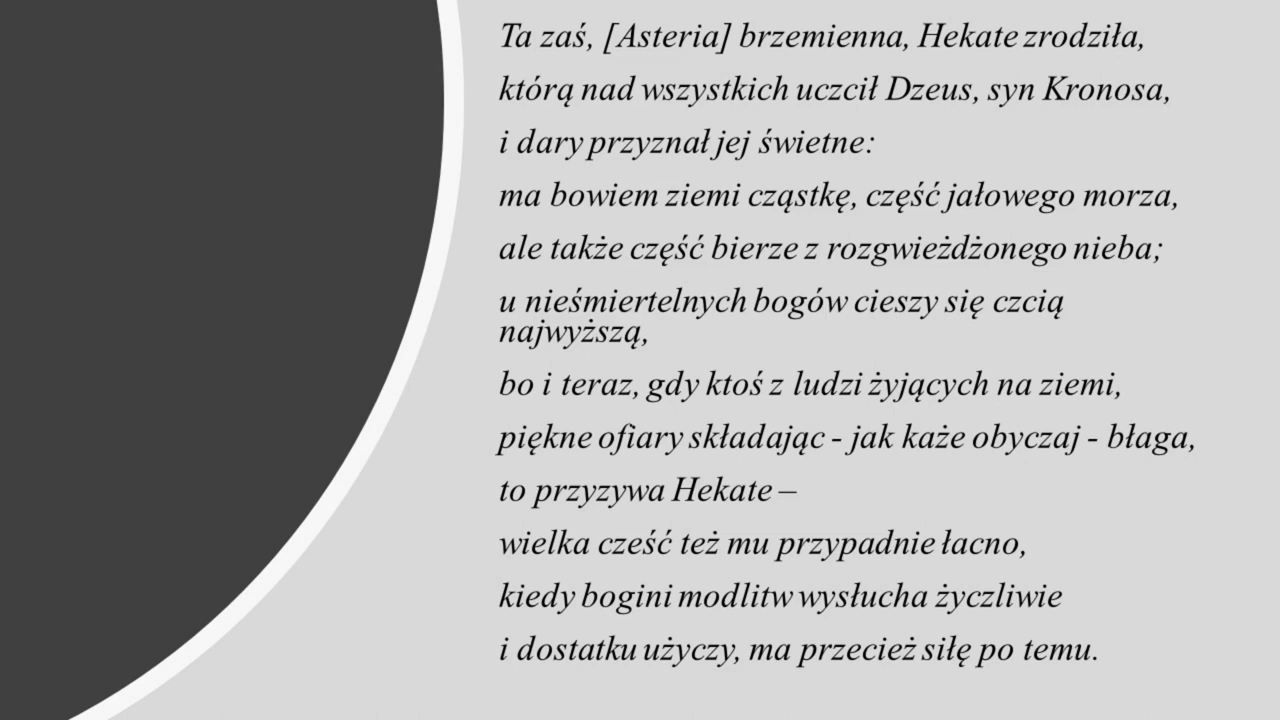 Ta zaś, [Asteria] brzemienna, Hekate zrodziła,
którą nad wszystkich uczcił Dzeus, syn Kronosa,
i dary przyznał jej świetne:
ma bowiem ziemi cząstkę, część jałowego morza,
ale także część bierze z rozgwieżdżonego nieba;
u nieśmiertelnych bogów cieszy się czcią
najwyższą,
bo i teraz, gdy ktoś z ludzi żyjących na ziemi,
piękne ofiary składając - jak każe obyczaj - błaga,
to przyzywa Hekate –
wielka cześć też mu przypadnie łacno,
kiedy bogini modlitw wysłucha życzliwie
i dostatku użyczy, ma przecież siłę po temu.